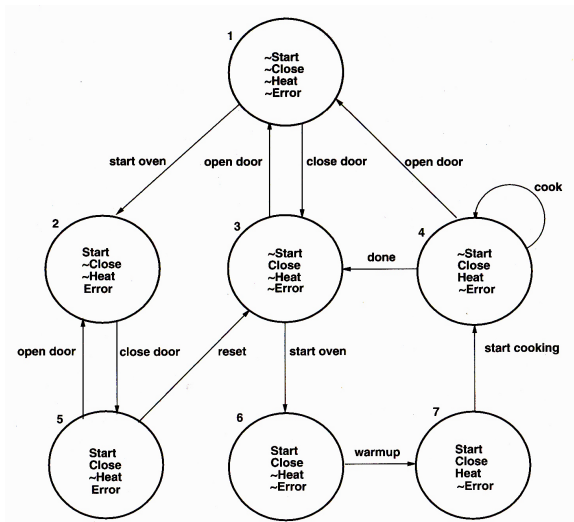 1
~Start
~Close
~Heat
~Error
start oven
open door
close door
open door
cook
2
Start
~Close
~Heat
Error
3
~Start
Close
~Heat
~Error
done
4
~Start
Close
Heat
~Error
open door
close door
reset
start oven
start cooking
5
Start
Close
~Heat
Error
6
Start
Close
~Heat
~Error
warmup
7
Start
Close
Heat
~Error